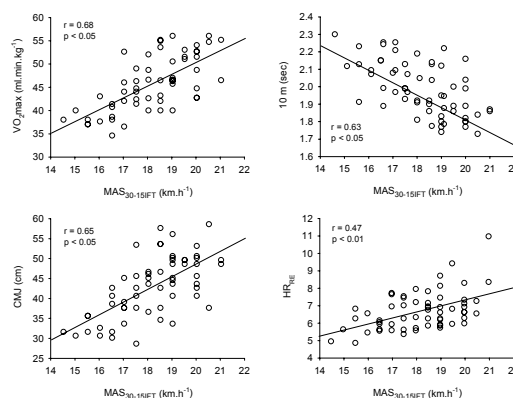 r = 0.68
p < 0.05
VO2max (ml.min.kg-1)
60
55
50
45
40
35
30
14 15 16 17 18 19 20 21 22
MAS30-15IFT (km.h-1)
10 m (sec)
2.4
2.3
2.2
2.1
2.0
1.9
1.8
1.7
1.6
r = 0.63
p < 0.05
14 15 16 17 18 19 20 21 22
MAS30-15IFT (km.h-1)
r = 0.65
p < 0.05
CMJ (cm)
60
55
50
45
40
35
30
25
14 15 16 17 18 19 20 21 22
MAS30-15IFT (km.h-1)
r = 0.47
p < 0.01
HRRE
12
11
10
9
8
7
6
5
4
14 15 16 17 18 19 20 21 22
MAS30-15IFT (km.h-1)